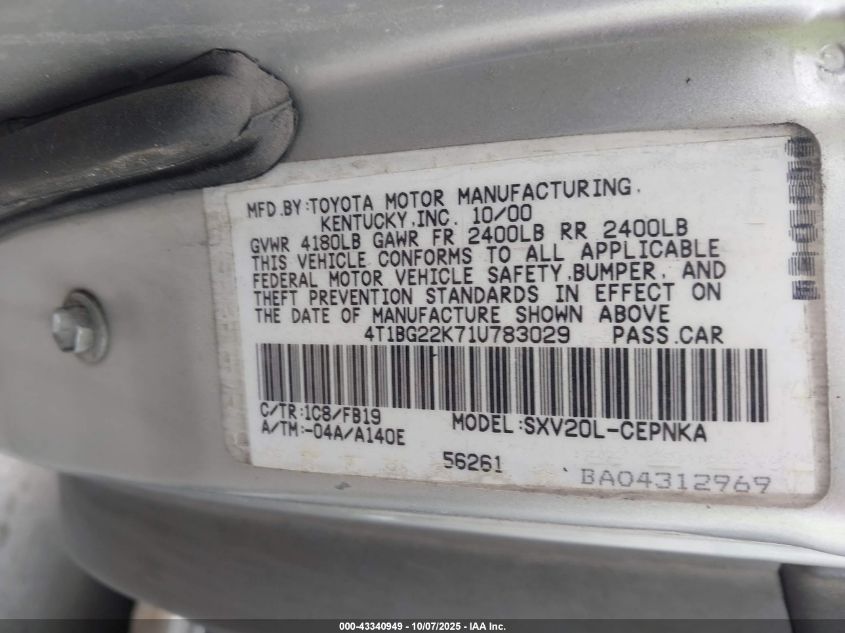 MFD.BY:TOYOTA MOTOR MANUFACTURING,
KENTUCKY,INC. 10/00
GVWR 4180LB GAWR FR 2400LB RR 2400LB
THIS VEHICLE CONFORMS TO ALL APPLICABLE
FEDERAL MOTOR VEHICLE SAFETY,BUMPER, AND
THEFT PREVENTION STANDARDS IN EFFECT ON
THE DATE OF MANUFACTURE SHOWN ABOVE
4T1BG22K71U783029 PASS.CAR
C/TR:1C8/FB19
A/TM:-04A/A140E
MODEL:SXV20L-CEPNKA
56261
BA04312969
000-43340949 | 10/07/2025 - IAA Inc.